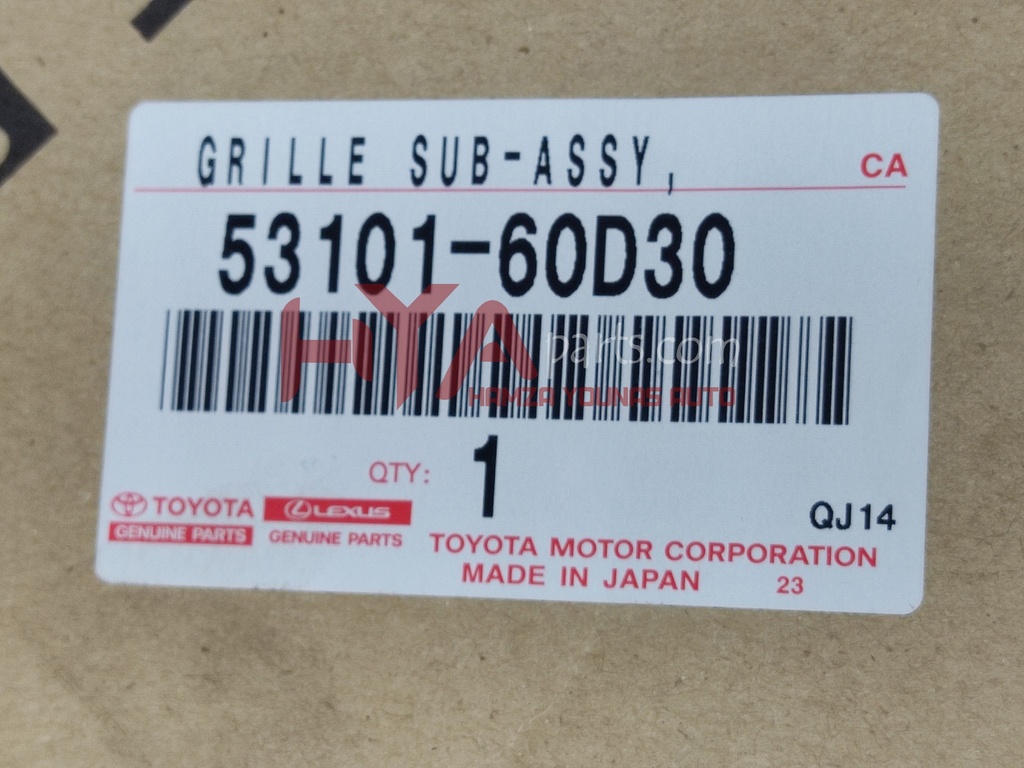 GRILLE SUB-ASSY,
CA
53101-60D30
HYA parts.com
HAMZA YOUNAS AUTO
QTY: 1
TOYOTA
GENUINE PARTS
LEXUS
GENUINE PARTS
QJ14
TOYOTA MOTOR CORPORATION
MADE IN JAPAN 23